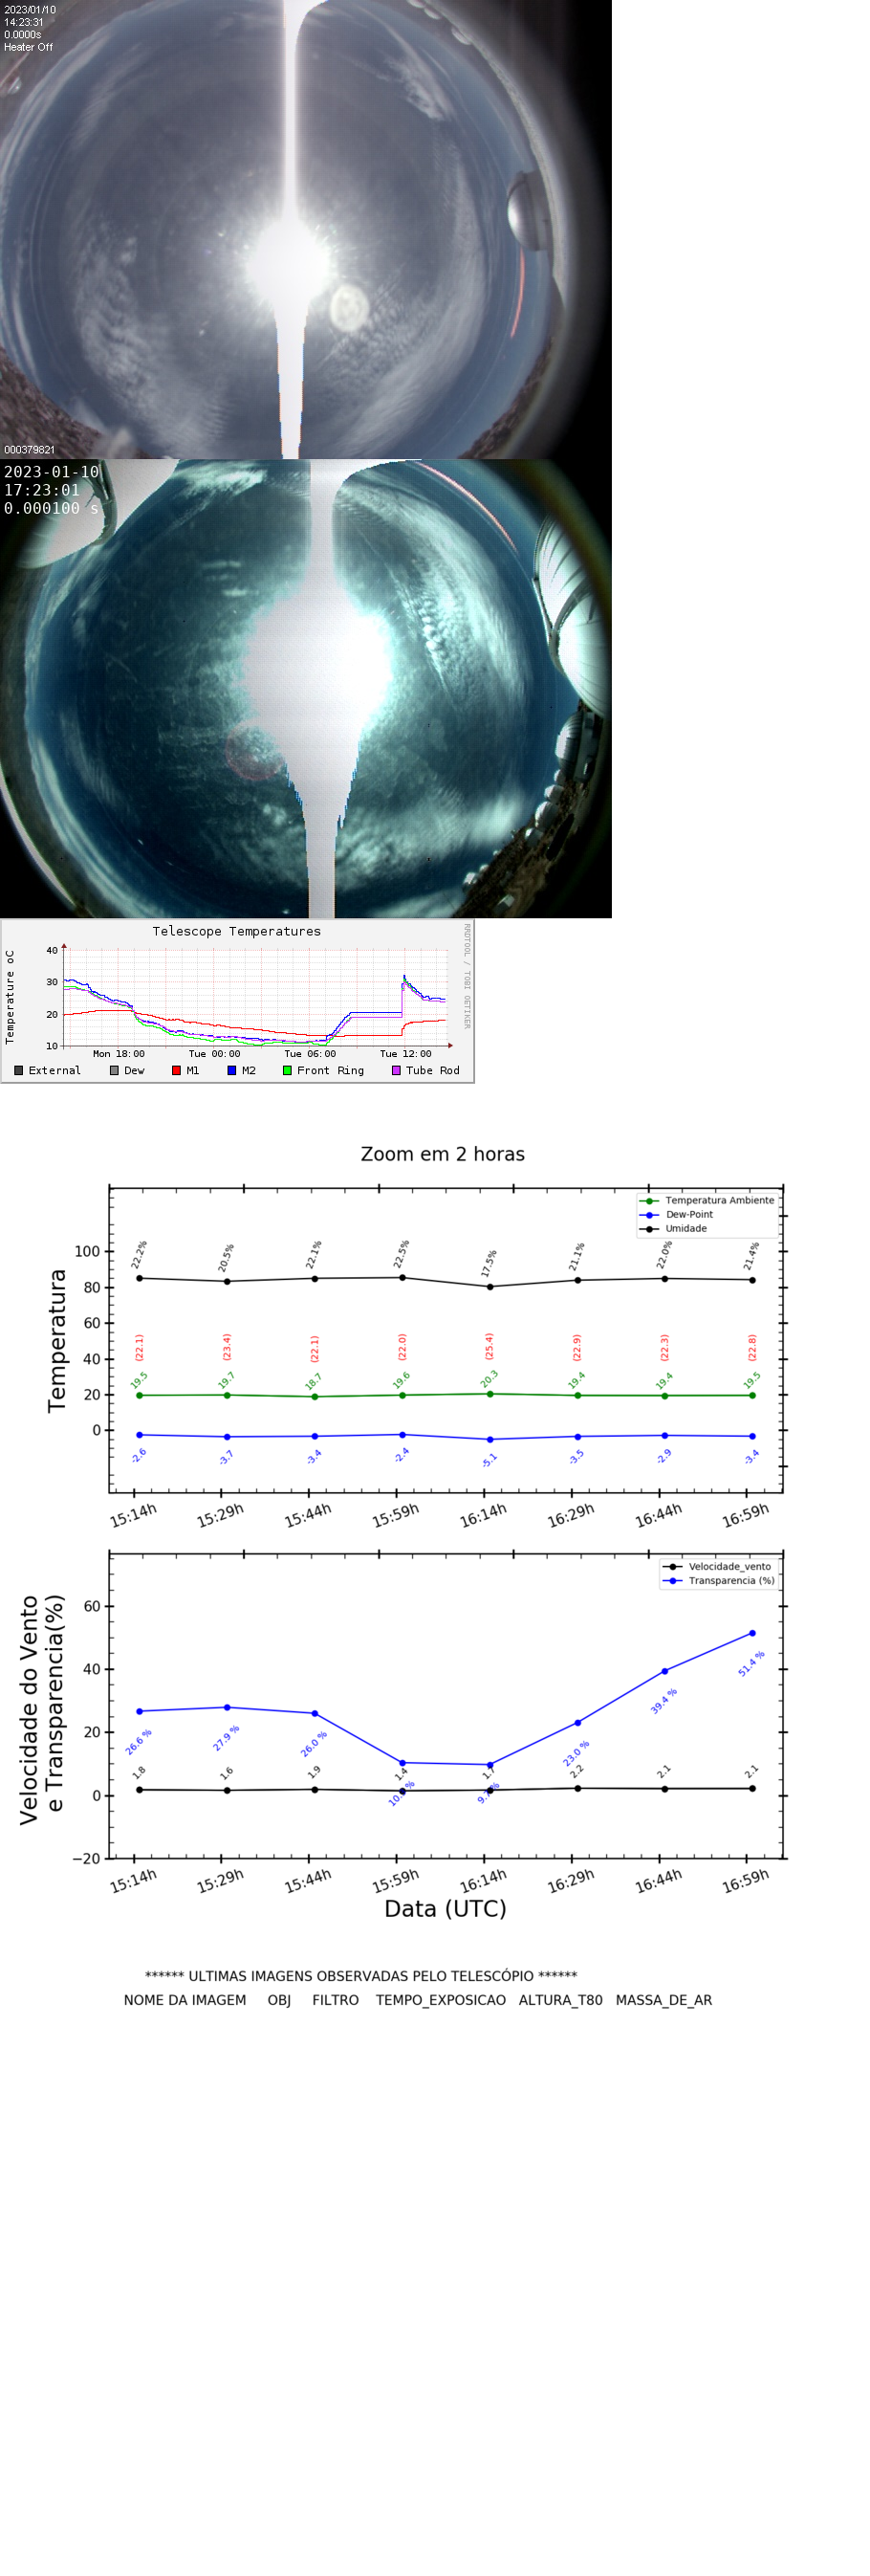 2023/01/10
14:23:31
0.0000s
Heater Off
000379821
2023-01-10
17:23:01
0.000100 s
Telescope Temperatures
RRDTOOL / TOBI OETIKER
Temperature oC
40
30
20
10
Mon 18:00 Tue 00:00 Tue 06:00 Tue 12:00
External Dew M1 M2 Front Ring Tube Rod
Zoom em 2 horas
Temperatura Ambiente
Dew-Point
Umidade
Temperatura
100
80
60
40
20
0
22.2% 20.5% 22.1% 22.5% 17.5% 21.1% 22.0% 21.4%
(22.1) (23.4) (22.1) (22.0) (25.4) (22.9) (22.3) (22.8)
19.5 19.7 18.7 19.6 20.3 19.4 19.4 19.5
-2.6 -3.7 -3.4 -2.4 -5.1 -3.5 -2.9 -3.4
15:14h 15:29h 15:44h 15:59h 16:14h 16:29h 16:44h 16:59h
Velocidade_vento
Transparencia (%)
Velocidade do Vento
e Transparencia(%)
60
40
20
0
−20
26.6 % 27.9 % 26.0 % 23.0 % 39.4 % 51.4 %
1.8 1.6 1.9 1.4 1.7 2.2 2.1 2.1
15:14h 15:29h 15:44h 15:59h 16:14h 16:29h 16:44h 16:59h
Data (UTC)
****** ULTIMAS IMAGENS OBSERVADAS PELO TELESCÓPIO ******
NOME DA IMAGEM OBJ FILTRO TEMPO_EXPOSICAO ALTURA_T80 MASSA_DE_AR